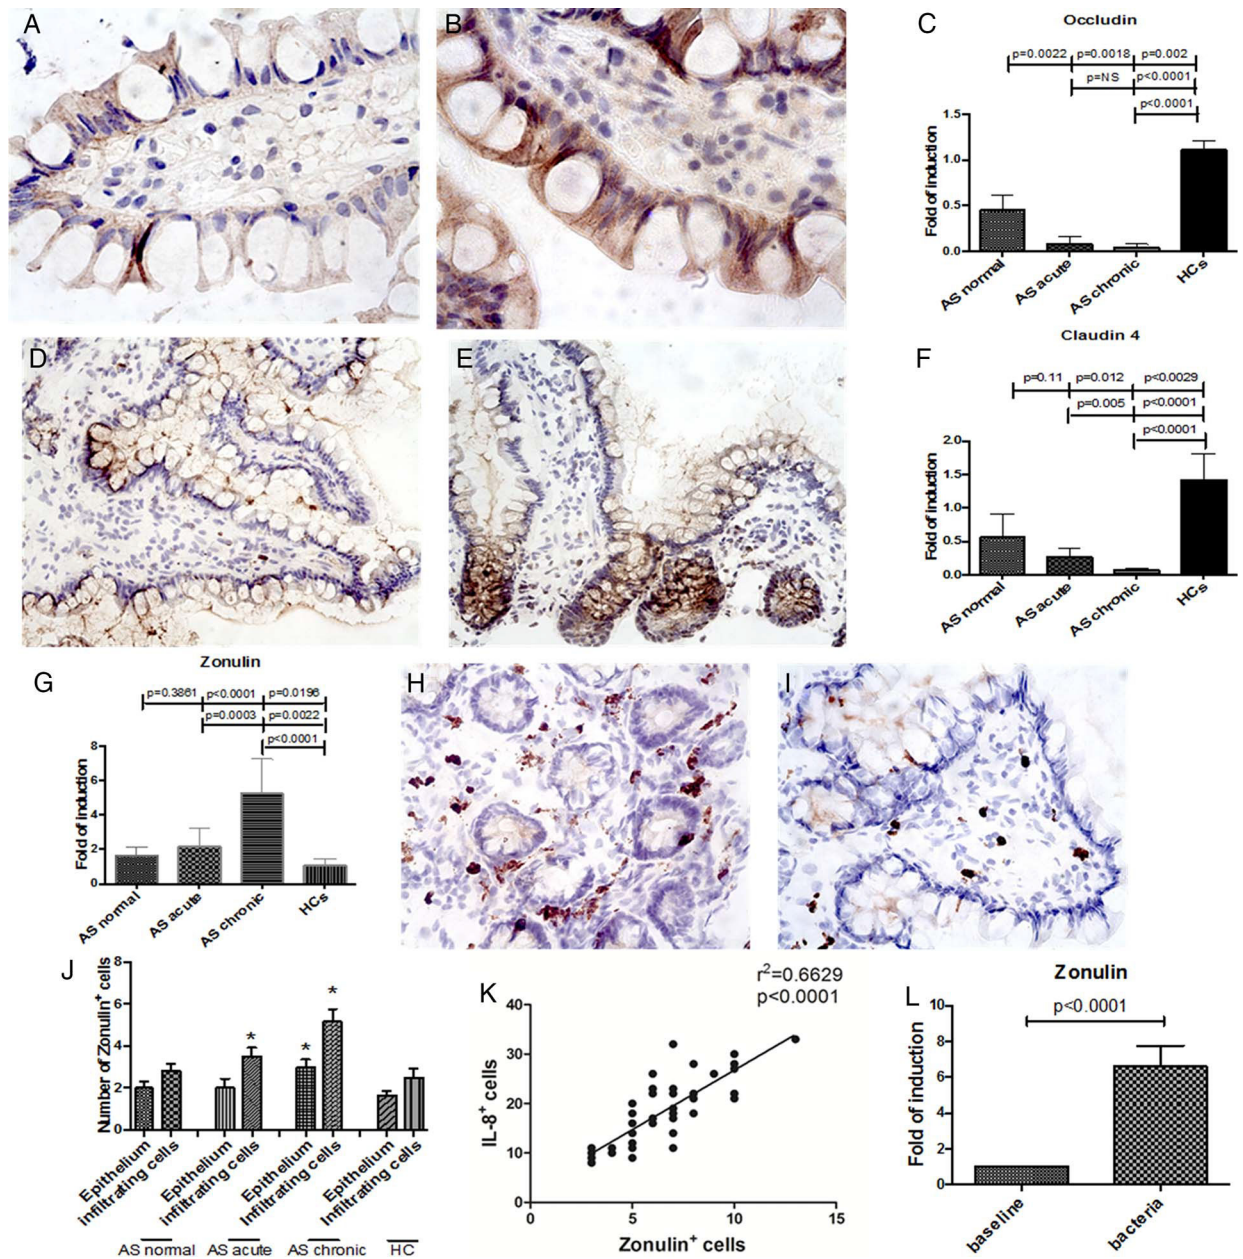 A
B
C
Occludin
p=0.0022 p=0.0018 p=0.002
p=NS p<0.0001
p<0.0001
Fold of induction
1.5
1.0
0.5
0.0
AS normal
AS acute
AS chronic
HCs
D
E
F
Claudin 4
p=0.11 p=0.012 p<0.0029
p=0.005 p<0.0001
p<0.0001
Fold of induction
2.0
1.5
1.0
0.5
0.0
AS normal
AS acute
AS chronic
HCs
G
Zonulin
p=0.3861 p<0.0001 p=0.0196
p=0.0003 p=0.0022
p<0.0001
Fold of induction
8
6
4
2
0
AS normal
AS acute
AS chronic
HCs
H
I
J
Number of Zonulin+ cells
8
6
4
2
0
*
*
*
Epithelium
infiltrating cells
Epithelium
infiltrating cells
Epithelium
Infiltrating cells
Epithelium
Infiltrating cells
AS normal
AS acute
AS chronic
HC
K
r²=0.6629
p<0.0001
IL-8+ cells
40
30
20
10
0
0 5 10 15
Zonulin+ cells
L
Zonulin
p<0.0001
Fold of induction
10
8
6
4
2
0
baseline
bacteria